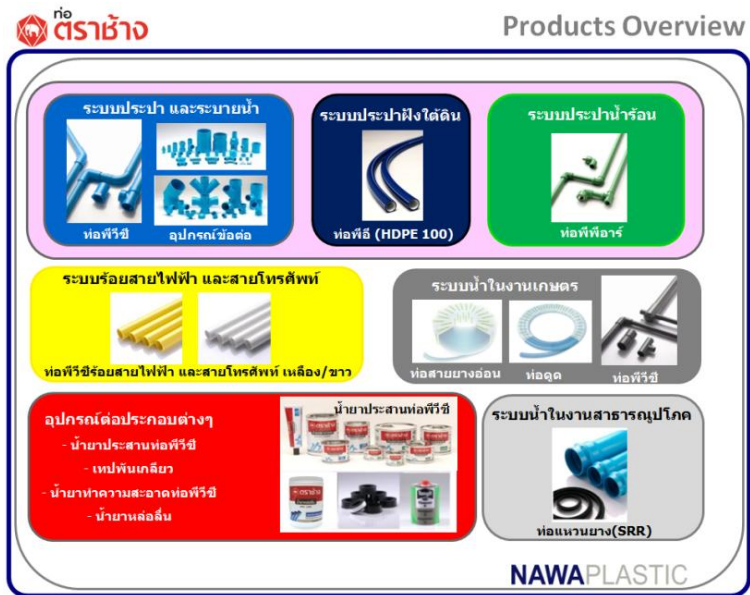 ท่อ
ตราช้าง
Products Overview
ระบบประปา และระบายน้ำ
ท่อพีวีซี
อุปกรณ์ข้อต่อ
ระบบประปาฝังใต้ดิน
ท่อพีอี (HDPE 100)
ระบบประปาน้ำร้อน
ท่อพีพีอาร์
ระบบร้อยสายไฟฟ้า และสายโทรศัพท์
ท่อพีวีซีร้อยสายไฟฟ้า และสายโทรศัพท์ เหลือง/ขาว
ระบบน้ำในงานเกษตร
ท่อสายยางอ่อน
ท่อดูด
ท่อพีวีซี
อุปกรณ์ต่อประกอบต่างๆ
- น้ำยาประสานท่อพีวีซี
- เทปพันเกลียว
- น้ำยาทำความสะอาดท่อพีวีซี
- น้ำยาหล่อลื่น
น้ำยาประสานท่อพีวีซี
ตราช้าง
ระบบน้ำในงานสาธารณูปโภค
ท่อแหวนยาง(SRR)
NAWAPLASTIC